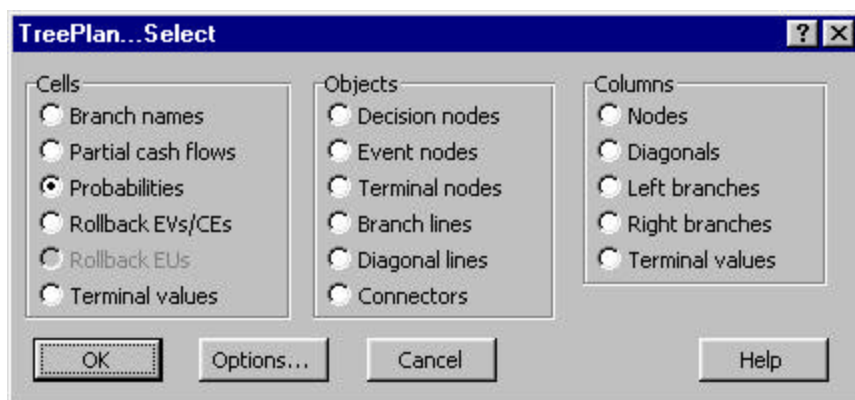 TreePlan...Select
Cells
Branch names
Partial cash flows
Probabilities
Rollback EVs/CEs
Rollback EUs
Terminal values
Objects
Decision nodes
Event nodes
Terminal nodes
Branch lines
Diagonal lines
Connectors
Columns
Nodes
Diagonals
Left branches
Right branches
Terminal values
OK
Options...
Cancel
Help